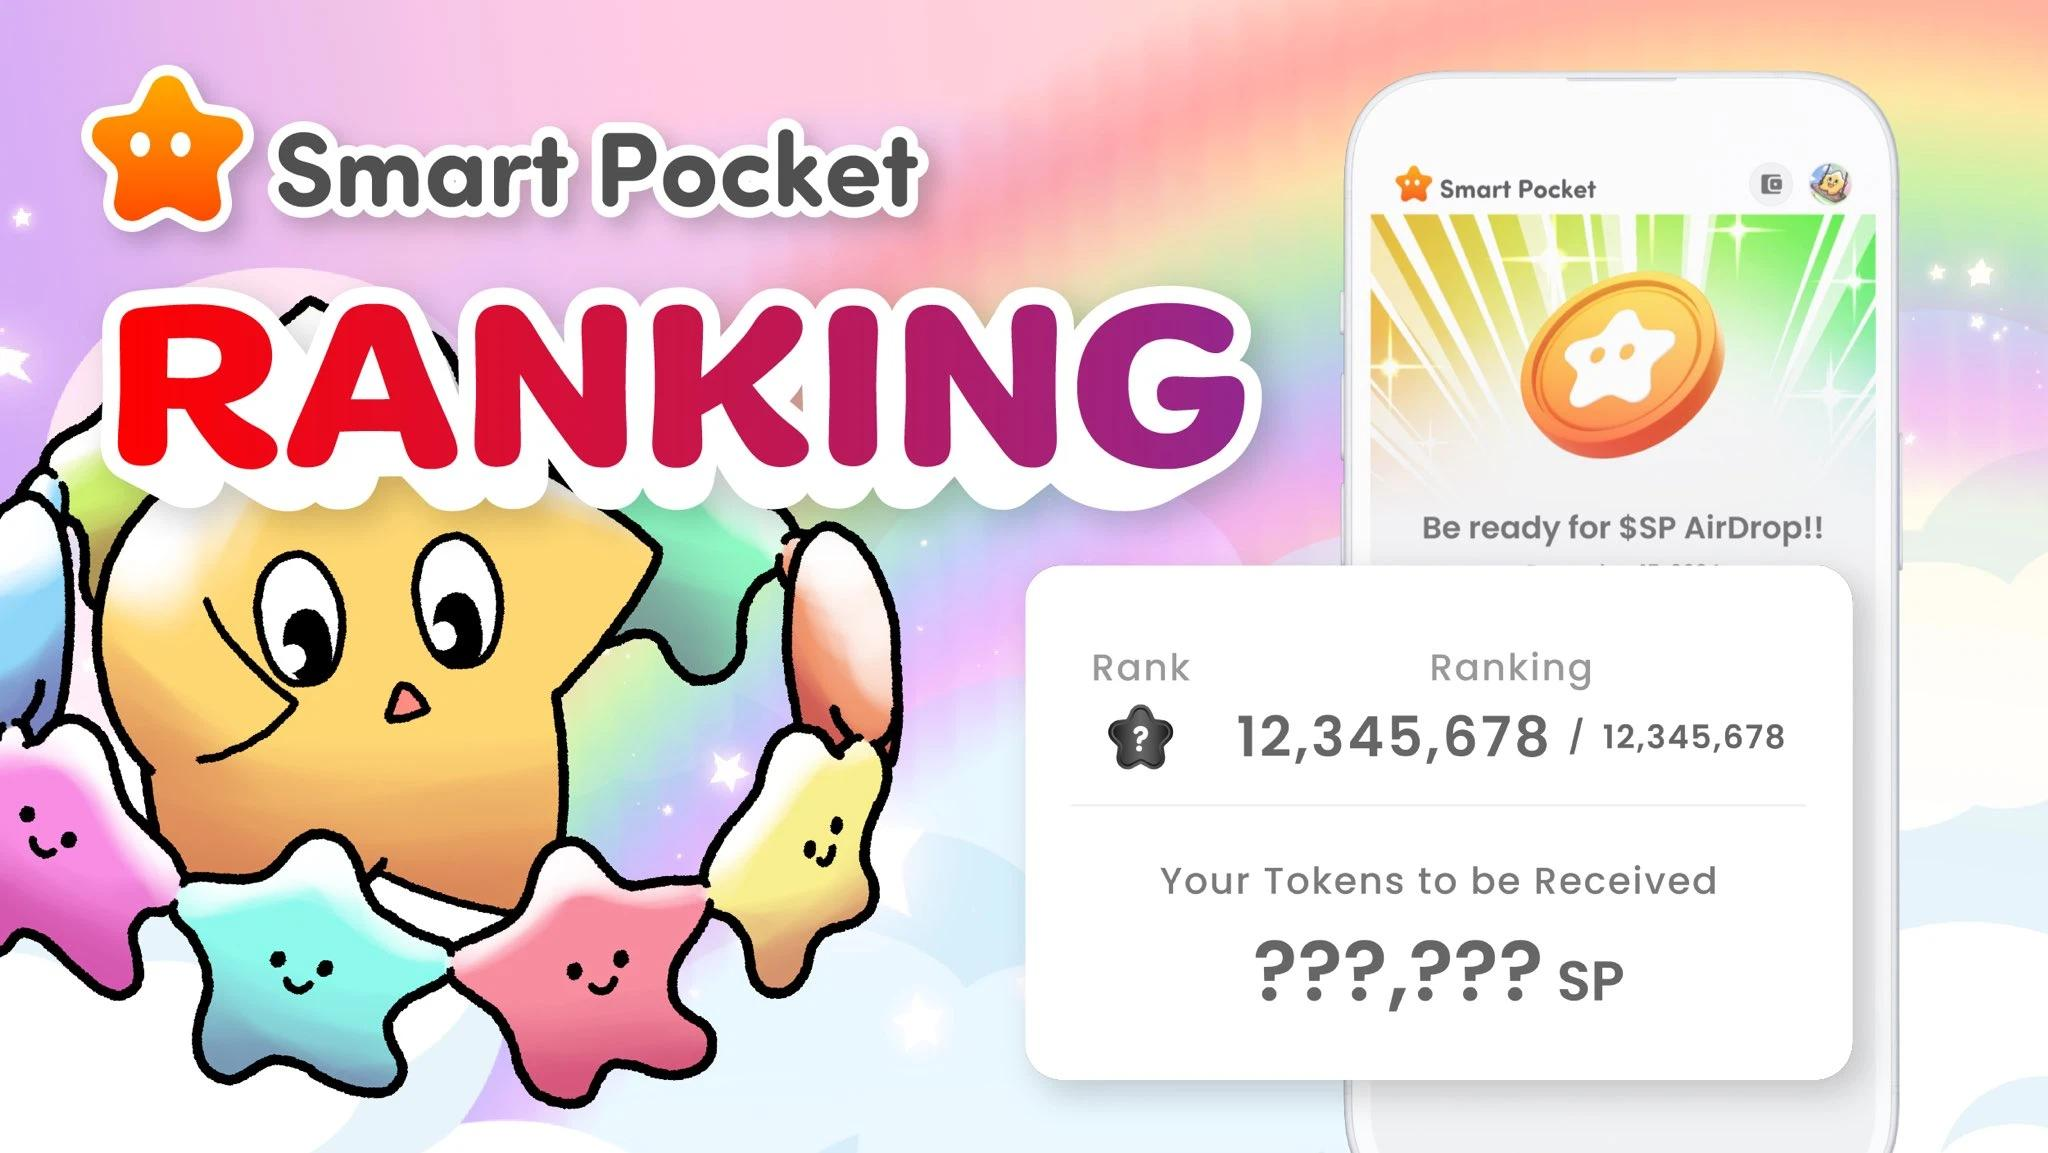 Smart Pocket
RANKING
Smart Pocket
Be ready for $SP AirDrop!!
Rank
Ranking
?
12,345,678 / 12,345,678
Your Tokens to be Received
???,??? SP